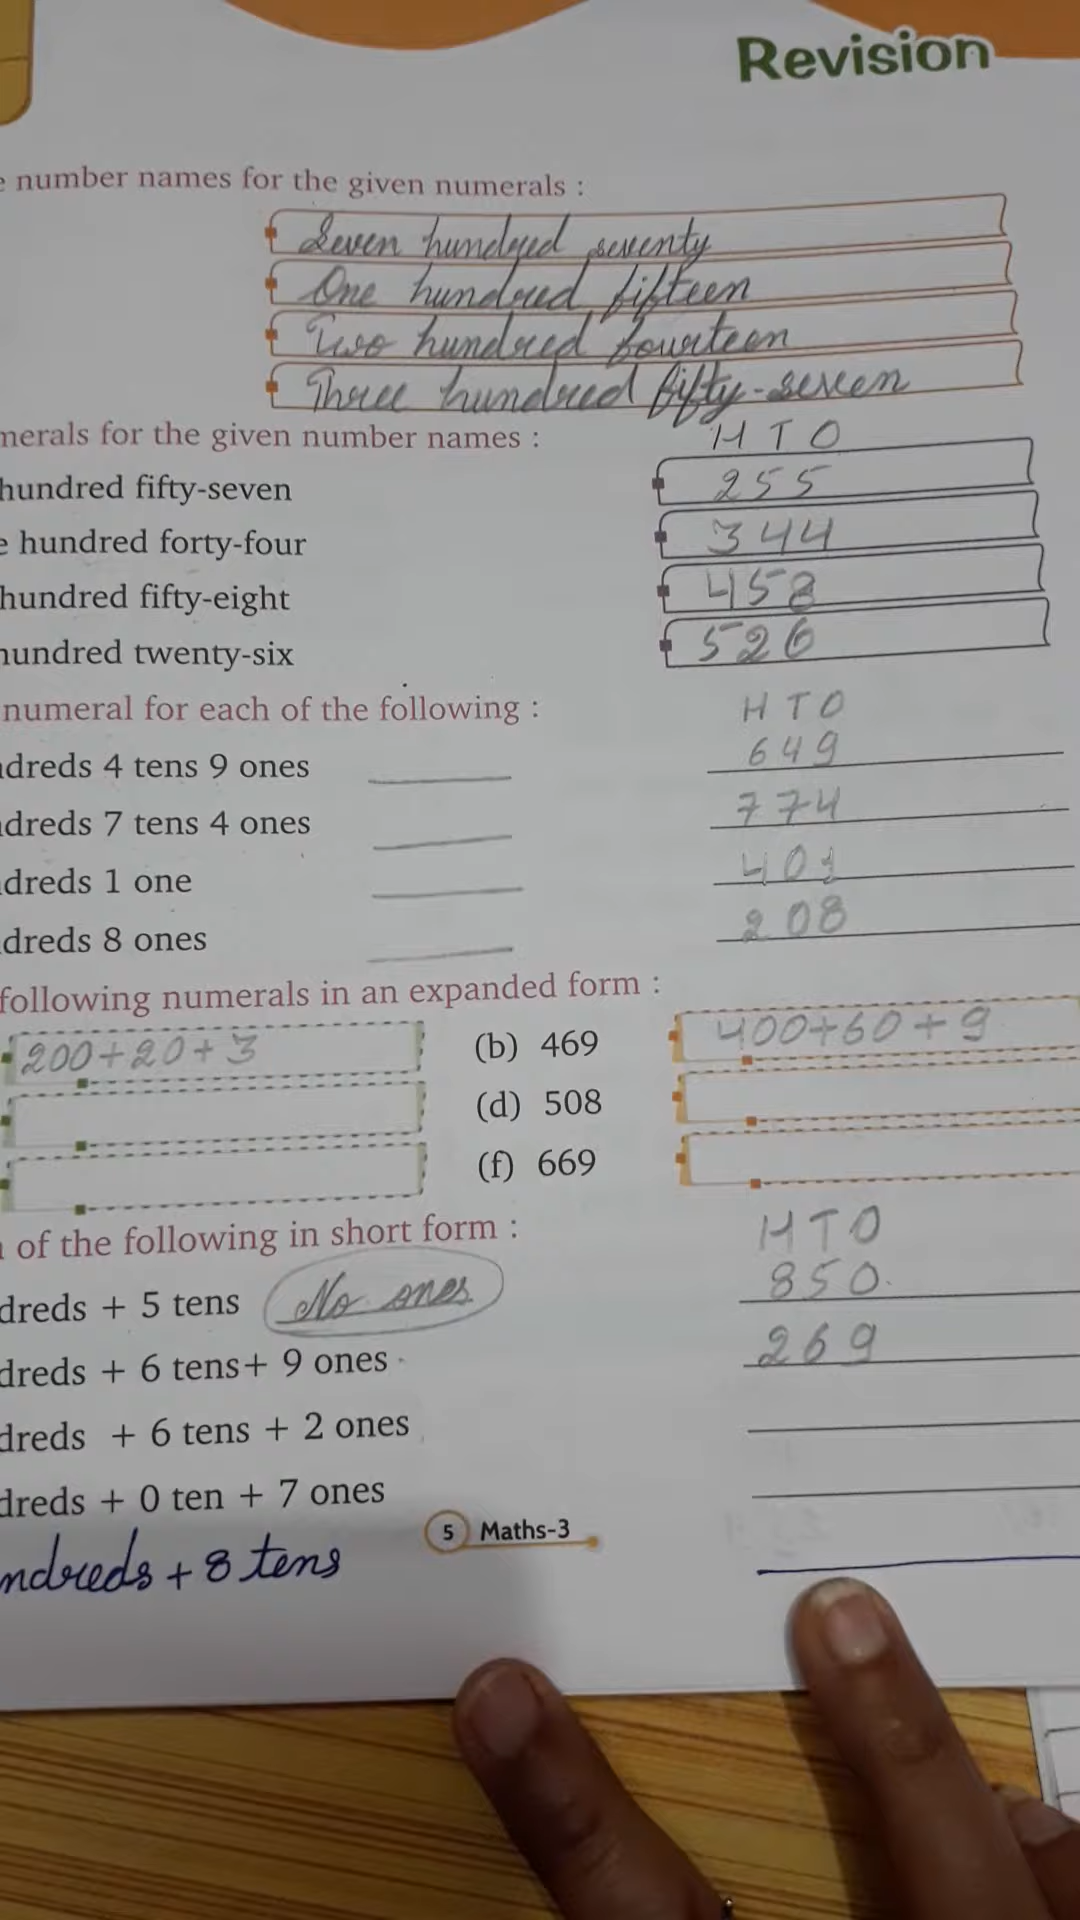 Revision
number names for the given numerals :
Seven hundred seventy
One hundred fifteen
Two hundred fourteen
Three hundred fifty-seven
merals for the given number names :
H T O
hundred fifty-seven 255
e hundred forty-four 344
hundred fifty-eight 458
hundred twenty-six 526
numeral for each of the following :
H T O
dreds 4 tens 9 ones 649
dreds 7 tens 4 ones 774
dreds 1 one 401
dreds 8 ones 208
following numerals in an expanded form :
200+20+3 (b) 469 400+60+9
(d) 508
(f) 669
of the following in short form :
H T O
dreds + 5 tens No ones 850
dreds + 6 tens+ 9 ones 269
dreds + 6 tens + 2 ones
dreds + 0 ten + 7 ones
5 Maths-3
ndreds + 8 tens